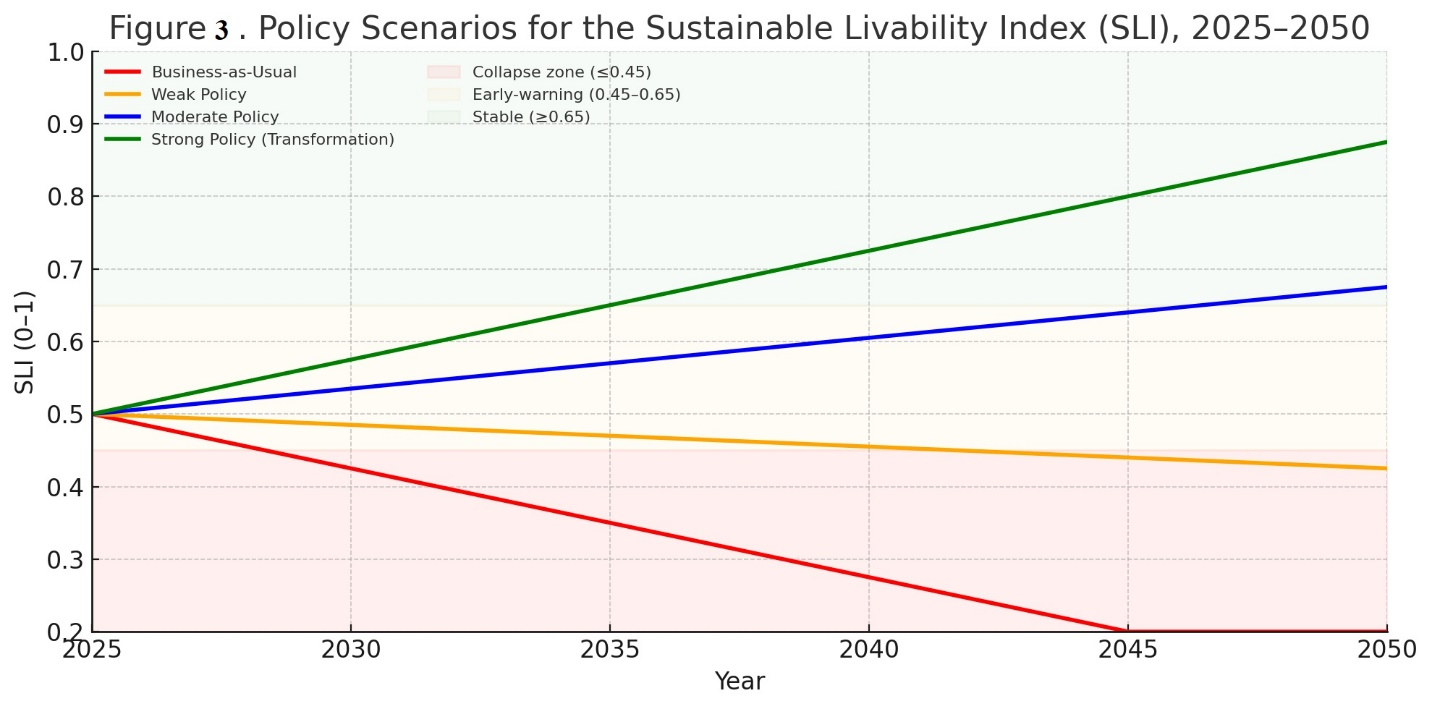 Figure 3 . Policy Scenarios for the Sustainable Livability Index (SLI), 2025–2050
1.0
Business-as-Usual
Weak Policy
Moderate Policy
Strong Policy (Transformation)
Collapse zone (≤0.45)
Early-warning (0.45–0.65)
Stable (≥0.65)
0.9
0.8
0.7
0.6
0.5
0.4
0.3
0.2
SLI (0–1)
2025 2030 2035 2040 2045 2050
Year